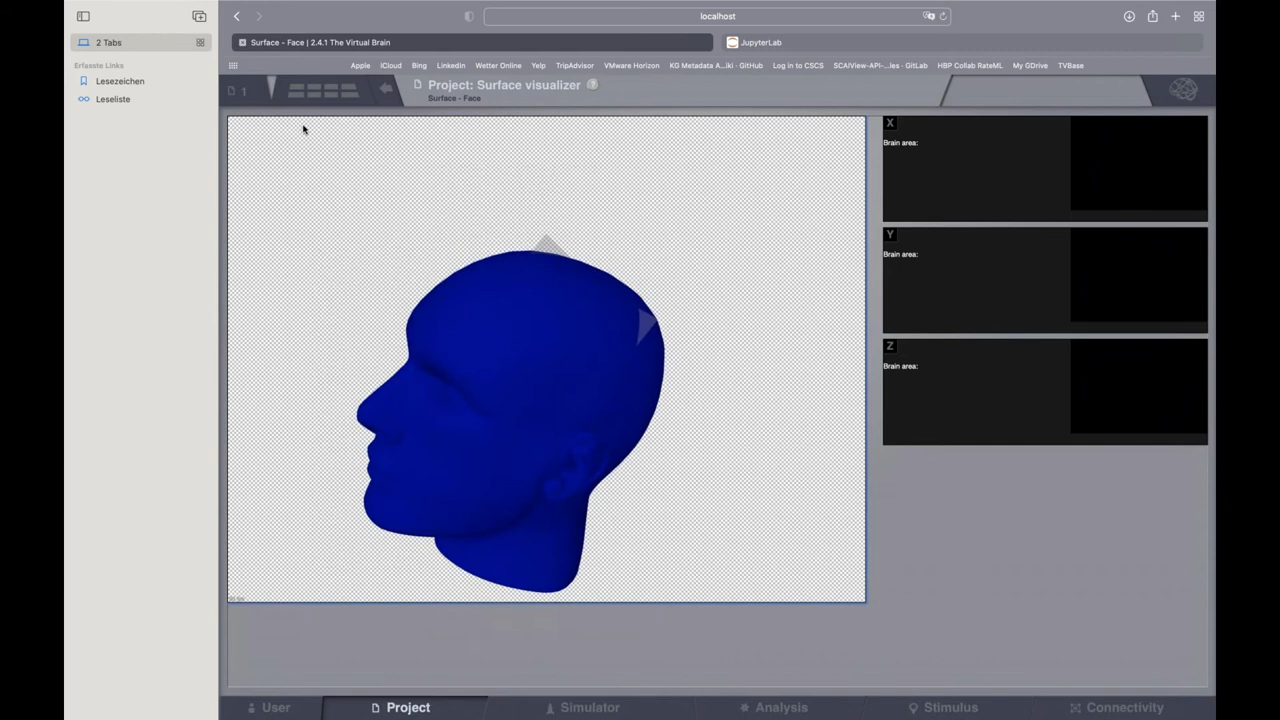 localhost
2 Tabs
Surface - Face | 2.4.1 The Virtual Brain
JupyterLab
Erfasste Links
Apple iCloud Bing LinkedIn Wetter Online Yelp TripAdvisor VMware Horizon KG Metadata A...iki – GitHub SCAIView-API-...ies – GitLab Log in to CSCS HBP Collab RateML My GDrive TVBase
Lesezeichen
Leseliste
1
Project: Surface visualizer ?
Surface - Face
X
Brain area:
Y
Brain area:
Z
Brain area:
User Project Simulator Analysis Stimulus Connectivity